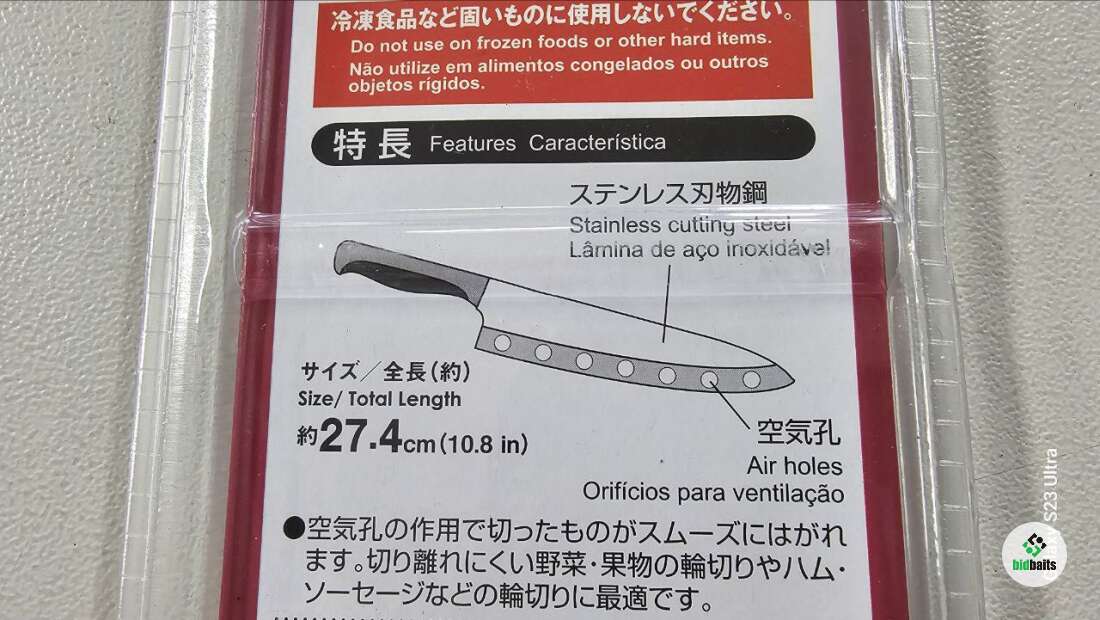 冷凍食品など固いものに使用しないでください。
Do not use on frozen foods or other hard items.
Não utilize em alimentos congelados ou outros
objetos rígidos.
特長 Features Característica
ステンレス刃物鋼
Stainless cutting steel
Lâmina de aço inoxidável
サイズ／全長(約)
Size/ Total Length
約27.4cm(10.8 in)
空気孔
Air holes
Orifícios para ventilação
●空気孔の作用で切ったものがスムーズにはがれ
ます。切り離れにくい野菜・果物の輪切りやハム・
ソーセージなどの輪切りに最適です。
S23 Ultra
bidbaits